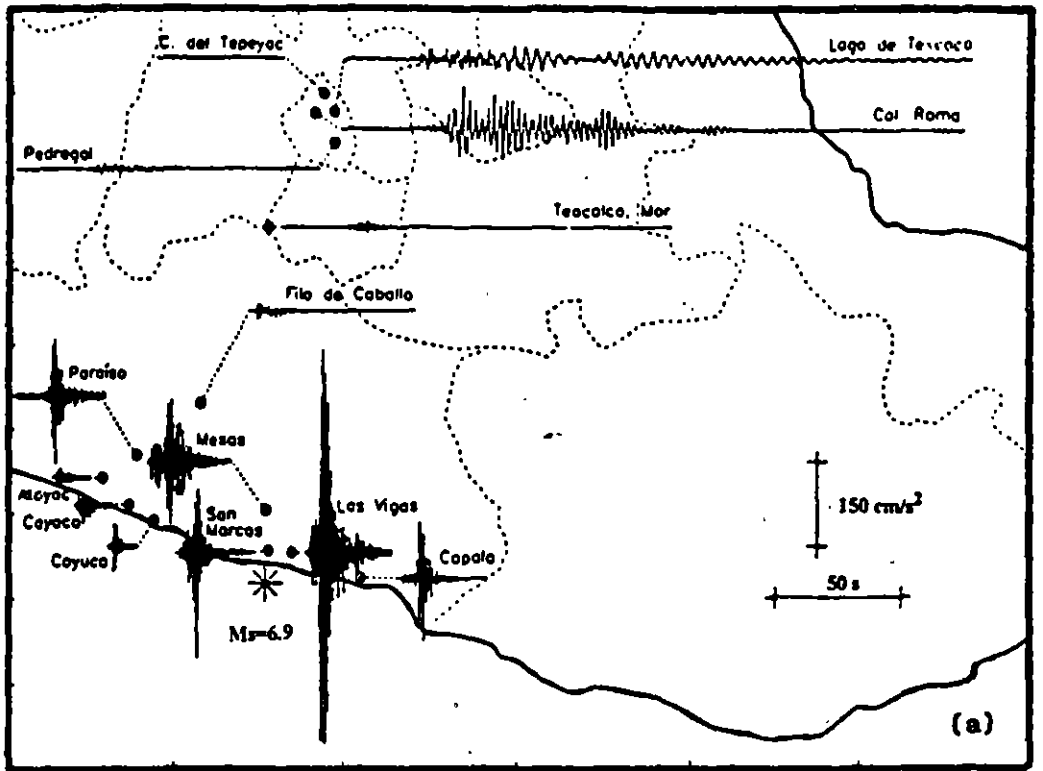 C. del Tepeyac
Lago de Texcoco
Col Roma
Pedregal
Teacalco, Mor
Filo de Caballo
Paraíso
Mesas
Atoyac
Cayaco
San
Marcos
Las Vigas
150 cm/s²
Coyuca
Copala
50 s
Ms=6.9
(a)